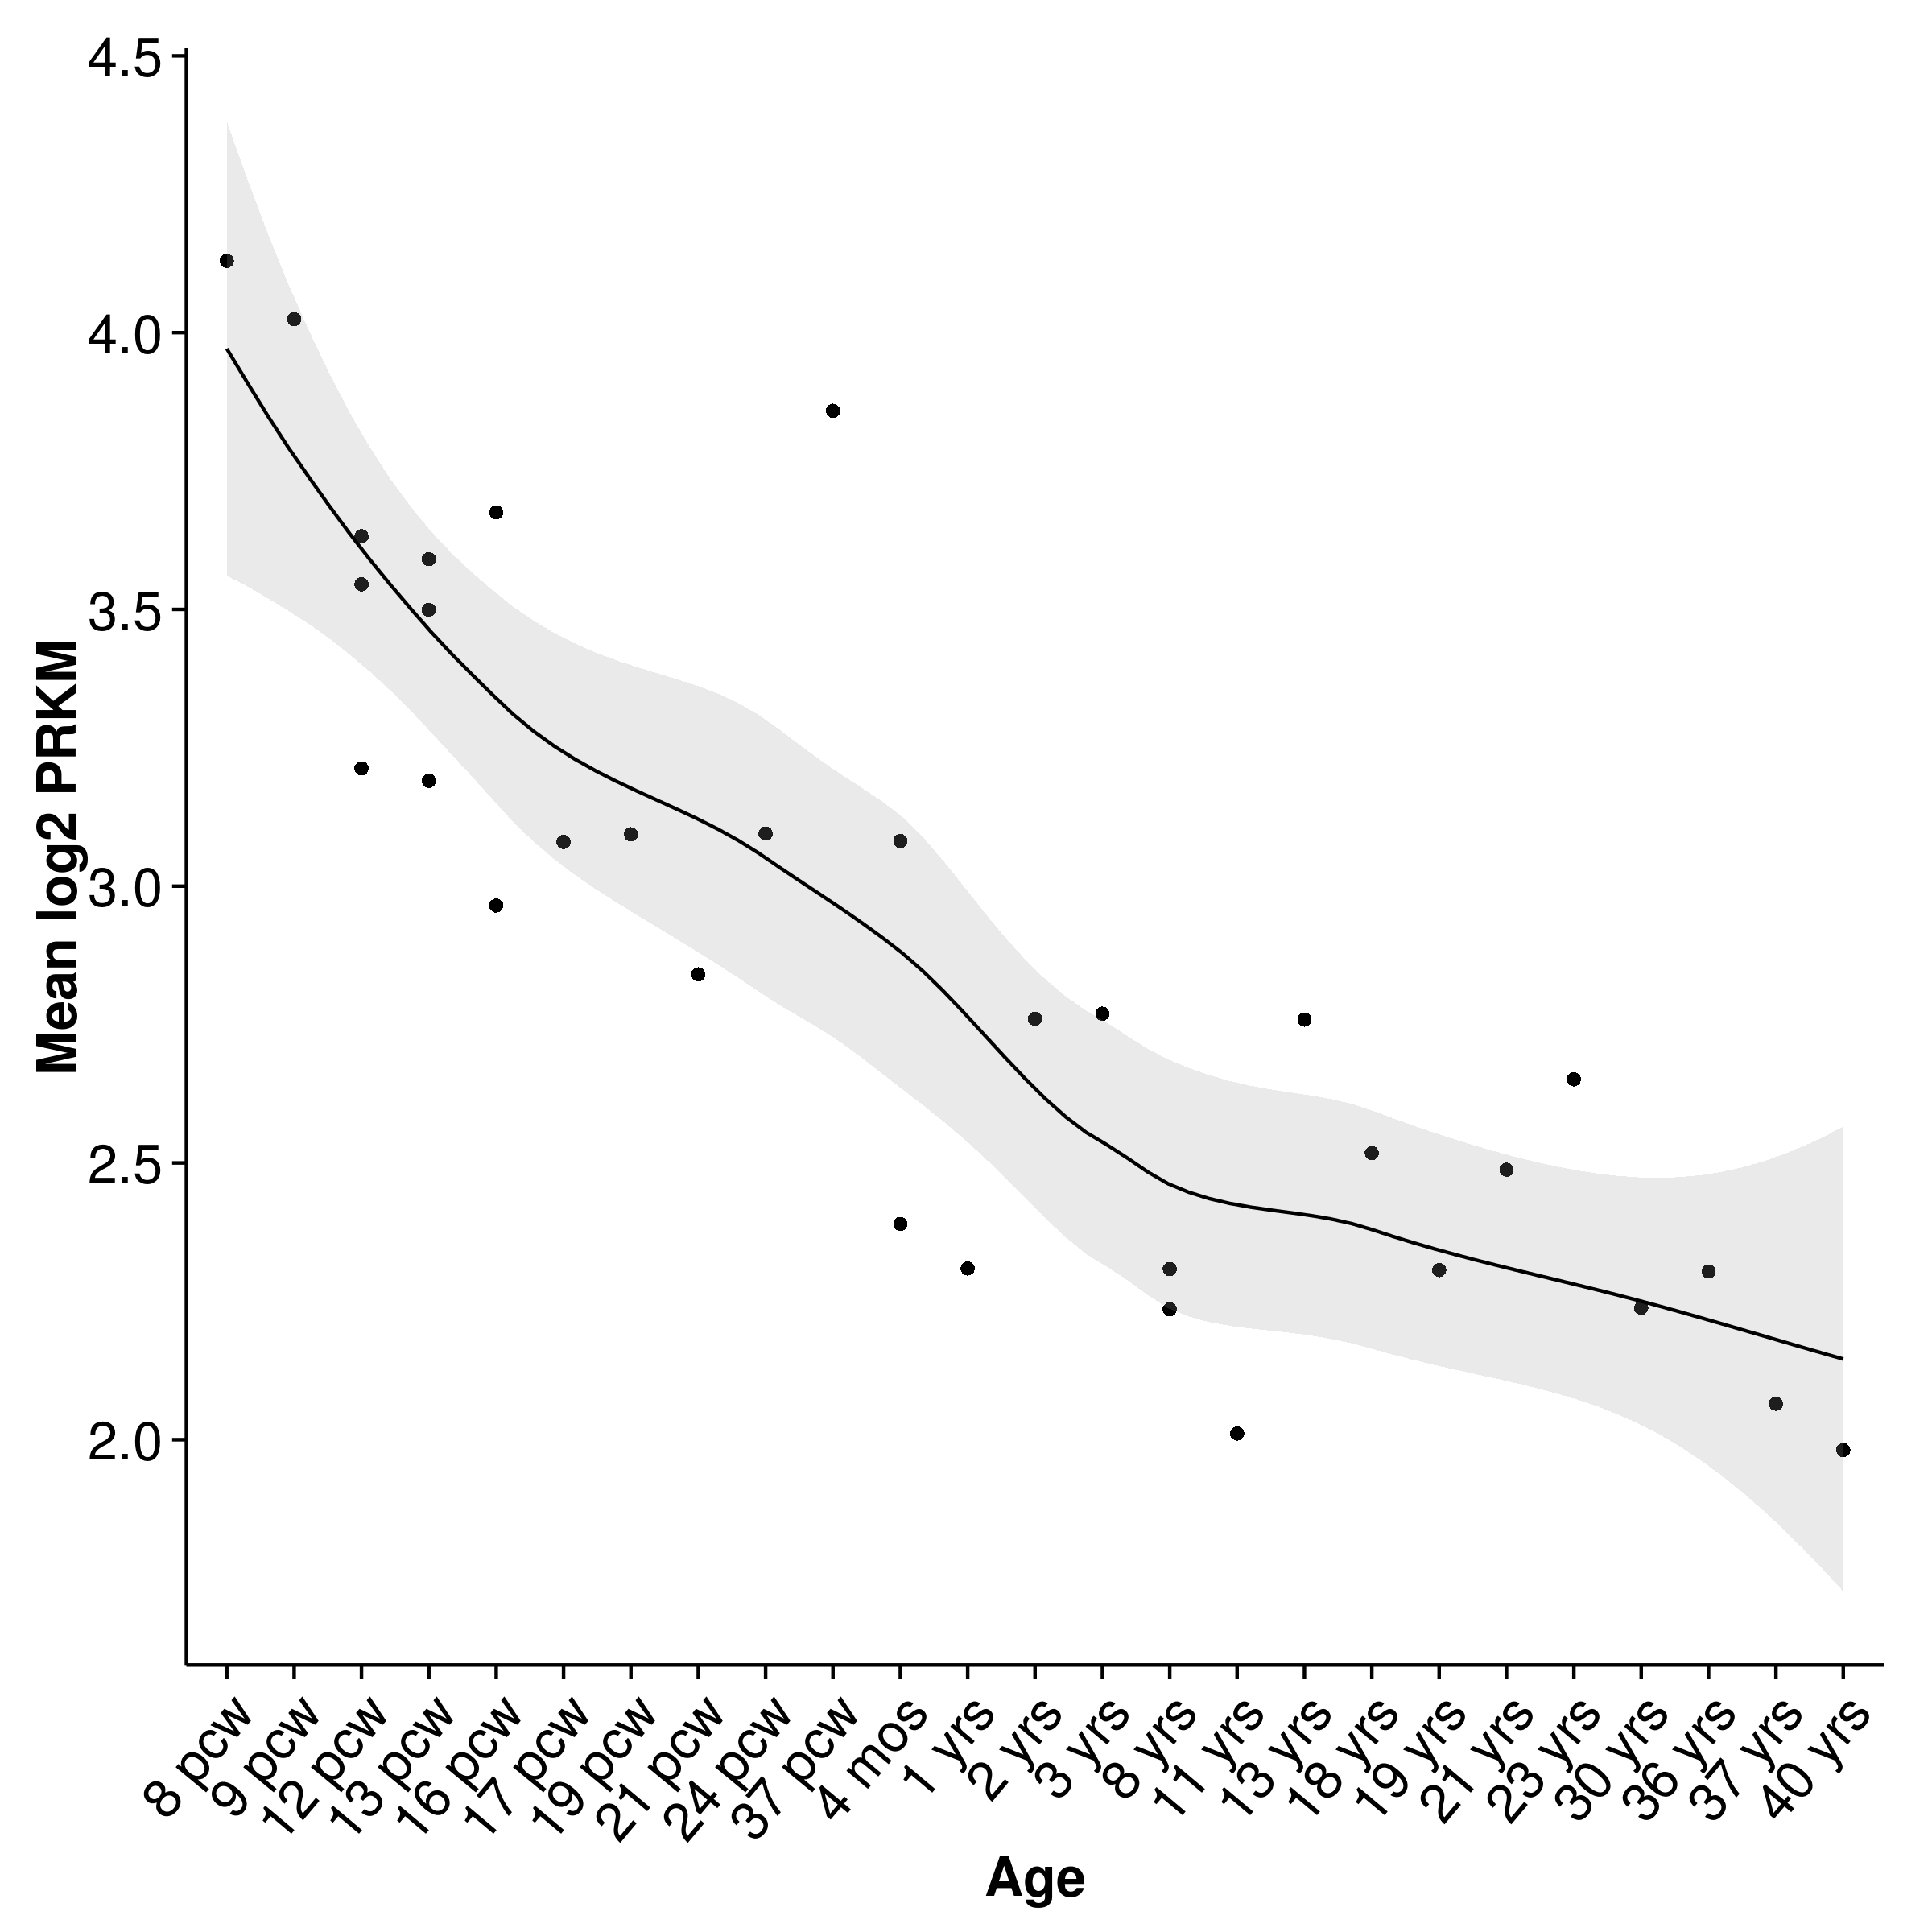 Mean log2 PRKM
4.5
4.0
3.5
3.0
2.5
2.0
8 pcw
9 pcw
12 pcw
13 pcw
16 pcw
17 pcw
19 pcw
21 pcw
24 pcw
37 pcw
4 mos
1 yrs
2 yrs
3 yrs
8 yrs
11 yrs
13 yrs
18 yrs
19 yrs
21 yrs
23 yrs
30 yrs
36 yrs
37 yrs
40 yrs
Age